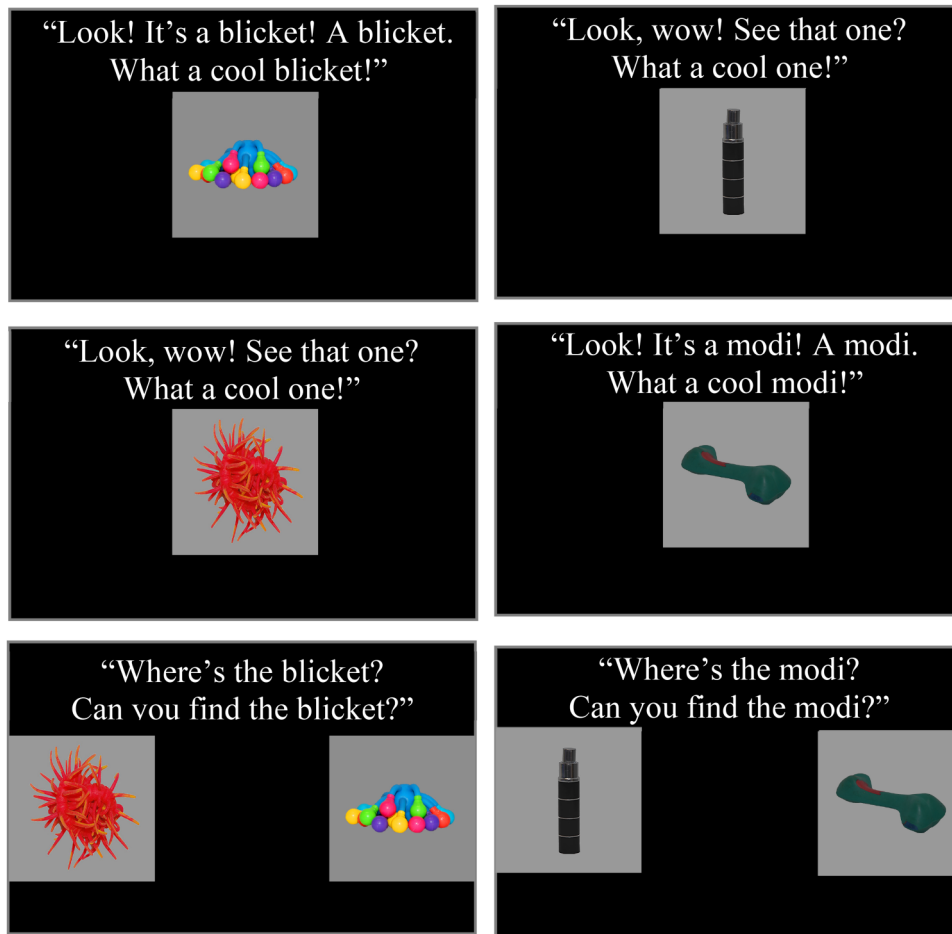 “Look! It’s a blicket! A blicket.
What a cool blicket!”
“Look, wow! See that one?
What a cool one!”
“Look, wow! See that one?
What a cool one!”
“Look! It’s a modi! A modi.
What a cool modi!”
“Where’s the blicket?
Can you find the blicket?”
“Where’s the modi?
Can you find the modi?”